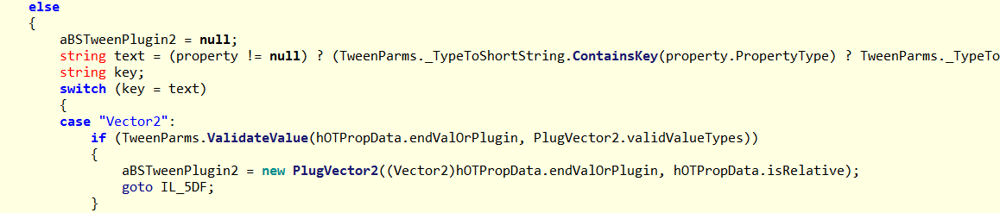 else
{
aBSTweenPlugin2 = null;
string text = (property != null) ? (TweenParms._TypeToShortString.ContainsKey(property.PropertyType) ? TweenParms._TypeTo
string key;
switch (key = text)
{
case "Vector2":
if (TweenParms.ValidateValue(hOTPropData.endValOrPlugin, PlugVector2.validValueTypes))
{
aBSTweenPlugin2 = new PlugVector2((Vector2)hOTPropData.endValOrPlugin, hOTPropData.isRelative);
goto IL_5DF;
}